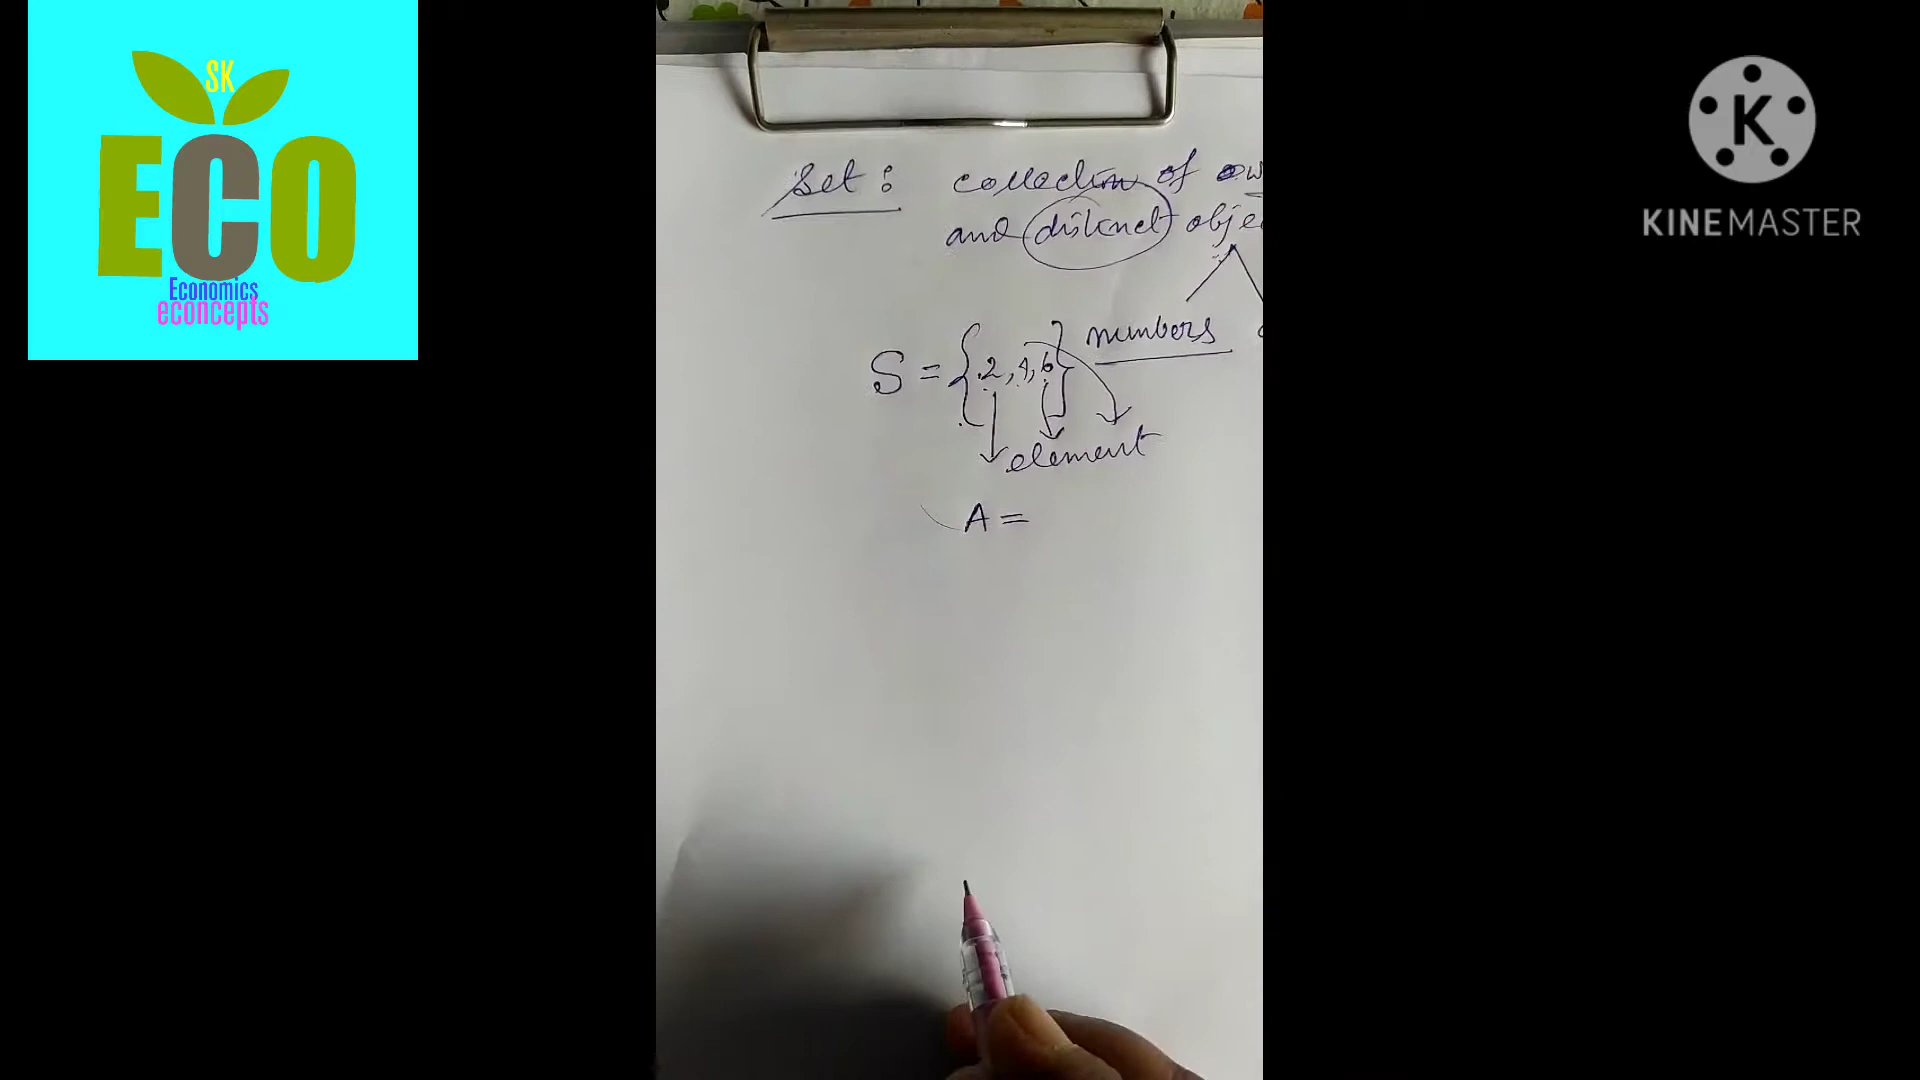 SK
ECO
Economics
econcepts
KINEMASTER
Set : collection of
and distinct obje
numbers
S = {2, 4, 6}
element
A =